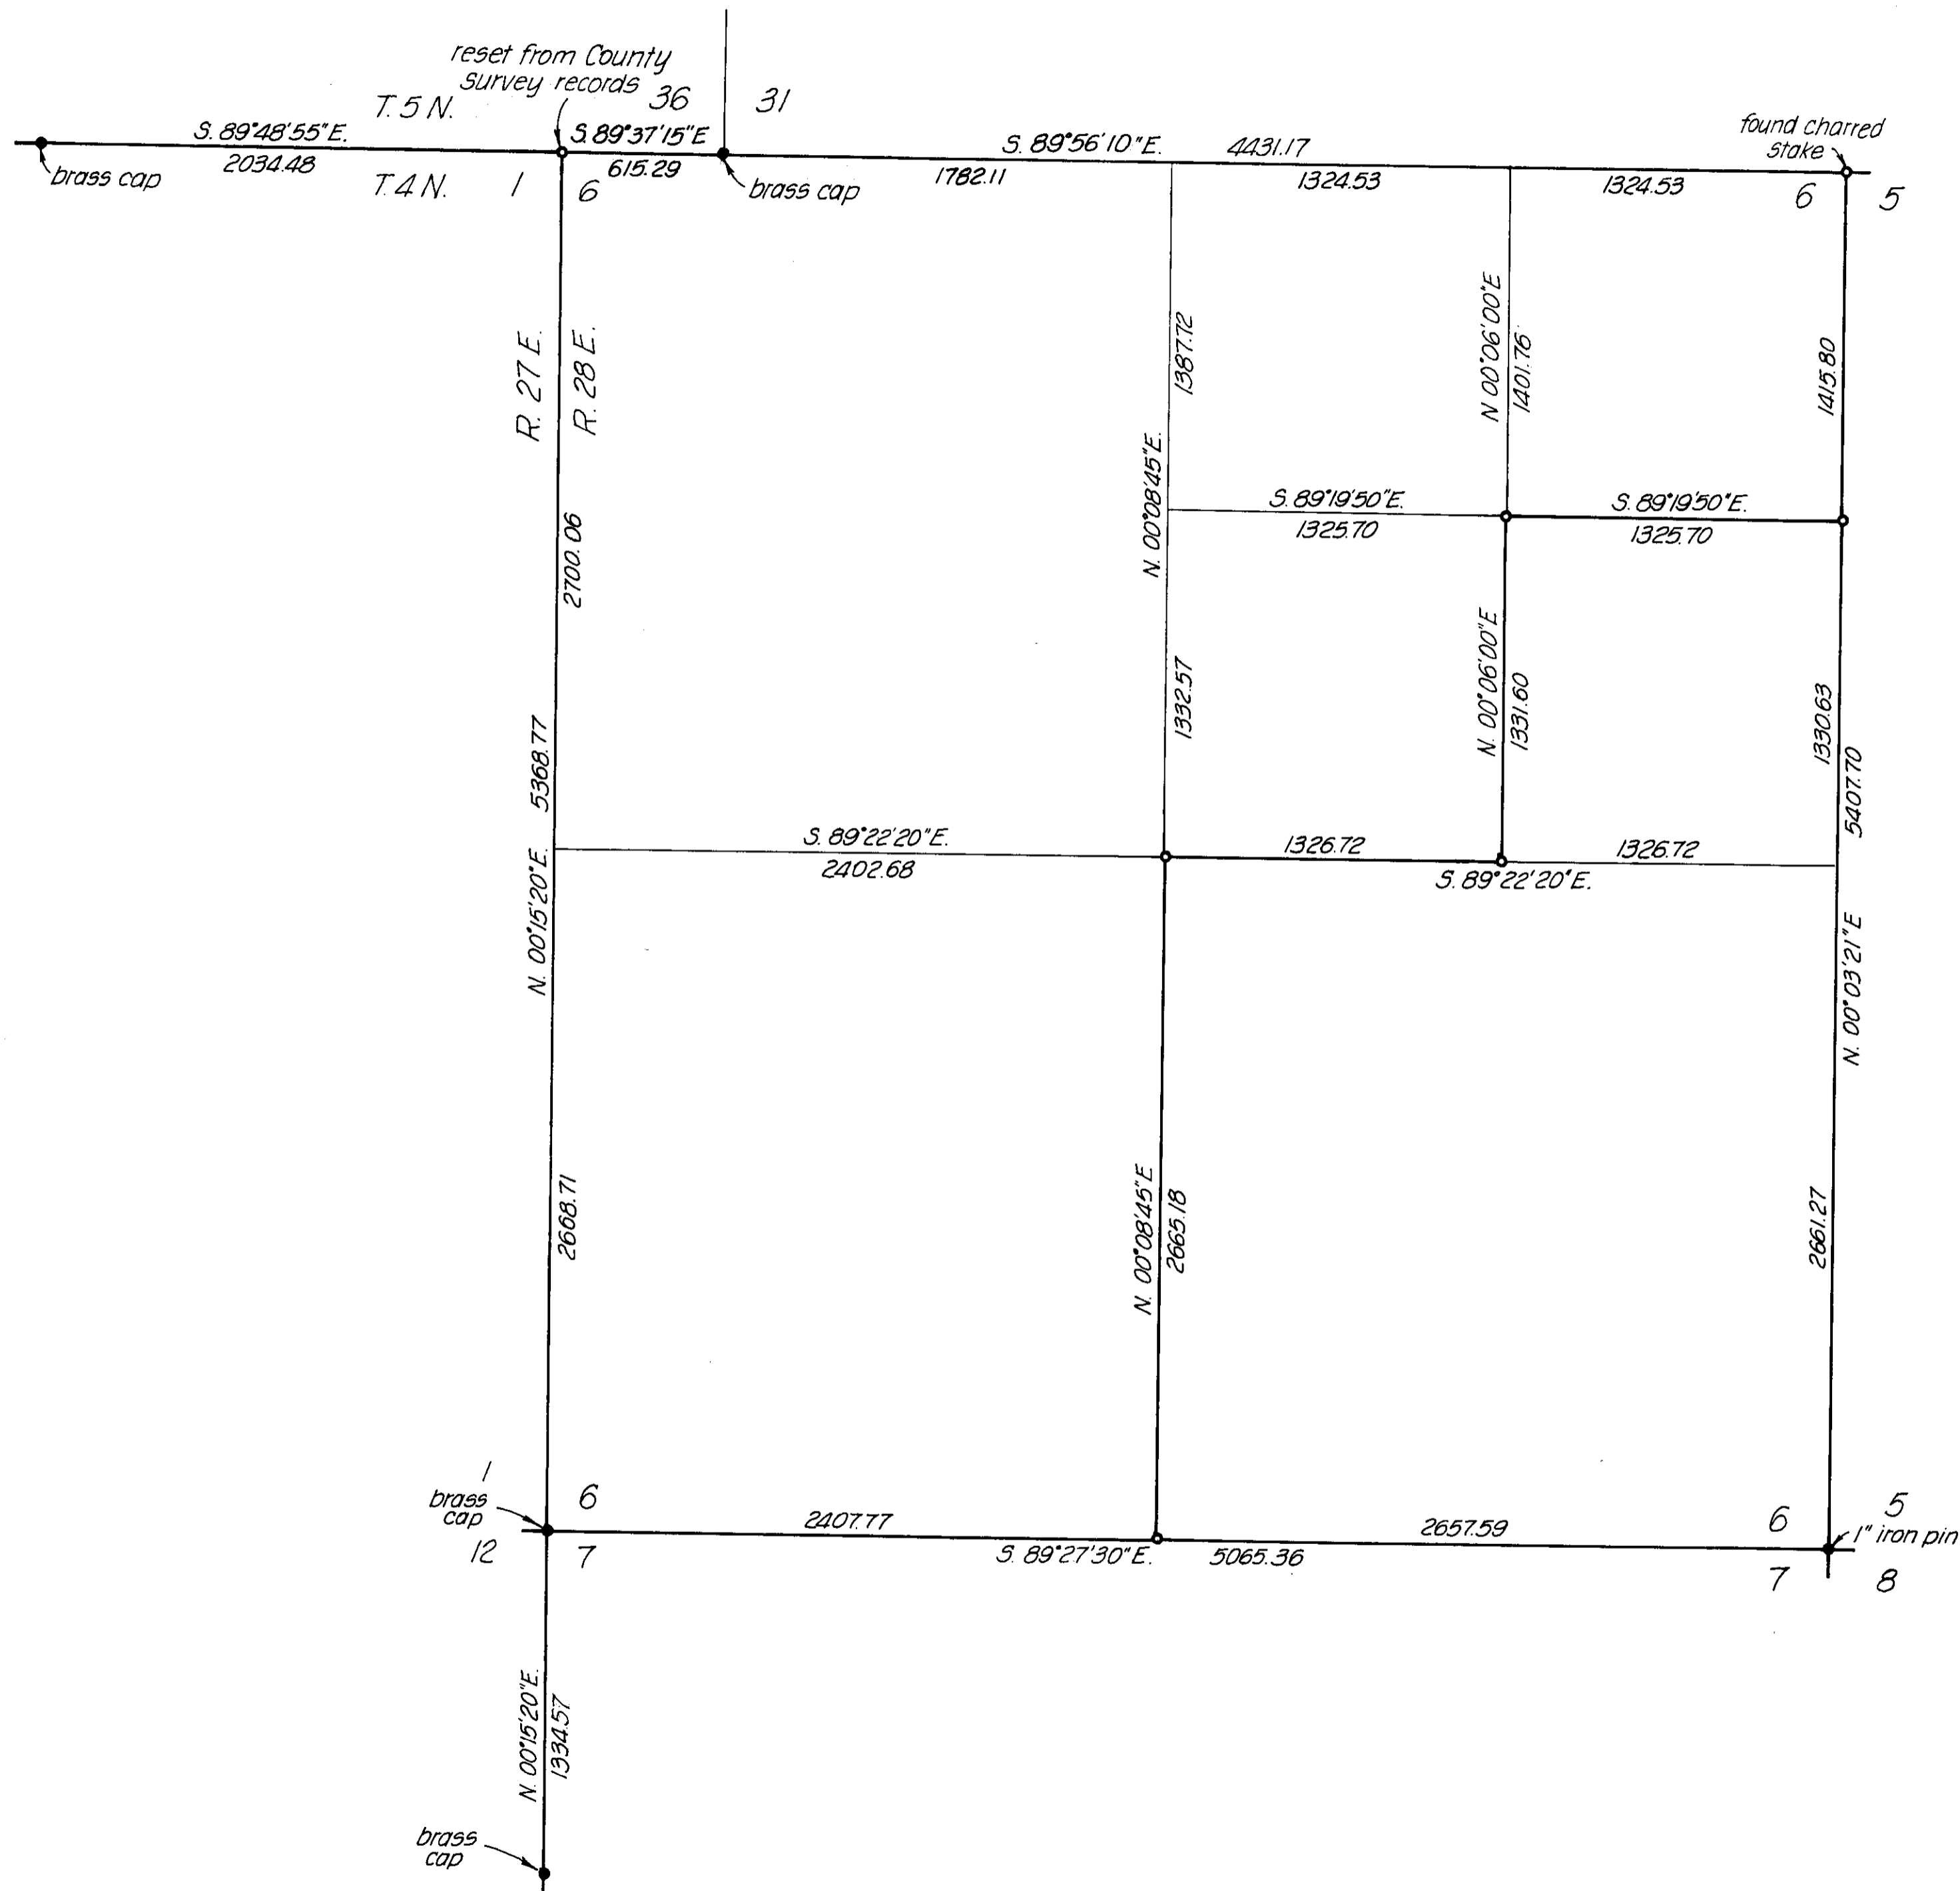 reset from County
survey records
T. 5 N.
36
31
found charred
stake
S. 89°48'55"E.
2034.48
S. 89°37'15"E
615.29
S. 89°56'10"E.
4431.17
1782.11
1324.53
1324.53
brass cap
T. 4 N.
1
6
brass cap
6
5
R. 27 E.
R. 28 E.
1387.72
N 00°06'00"E
1401.76
1415.80
N. 00°08'45"E.
2700.06
S. 89°19'50"E.
1325.70
S. 89°19'50"E.
1325.70
1332.57
N. 00°06'00"E
1331.60
1330.63
5407.70
5368.77
N. 00°15'20"E.
S. 89°22'20"E.
2402.68
1326.72
1326.72
S. 89°22'20"E.
N. 00°03'21"E
2668.71
N. 00°08'45"E
2665.18
2661.27
1
brass
cap
6
12
7
2407.77
S. 89°27'30"E.
5065.36
2657.59
6
5
1" iron pin
7
8
N. 00°15'20"E.
1334.57
brass
cap